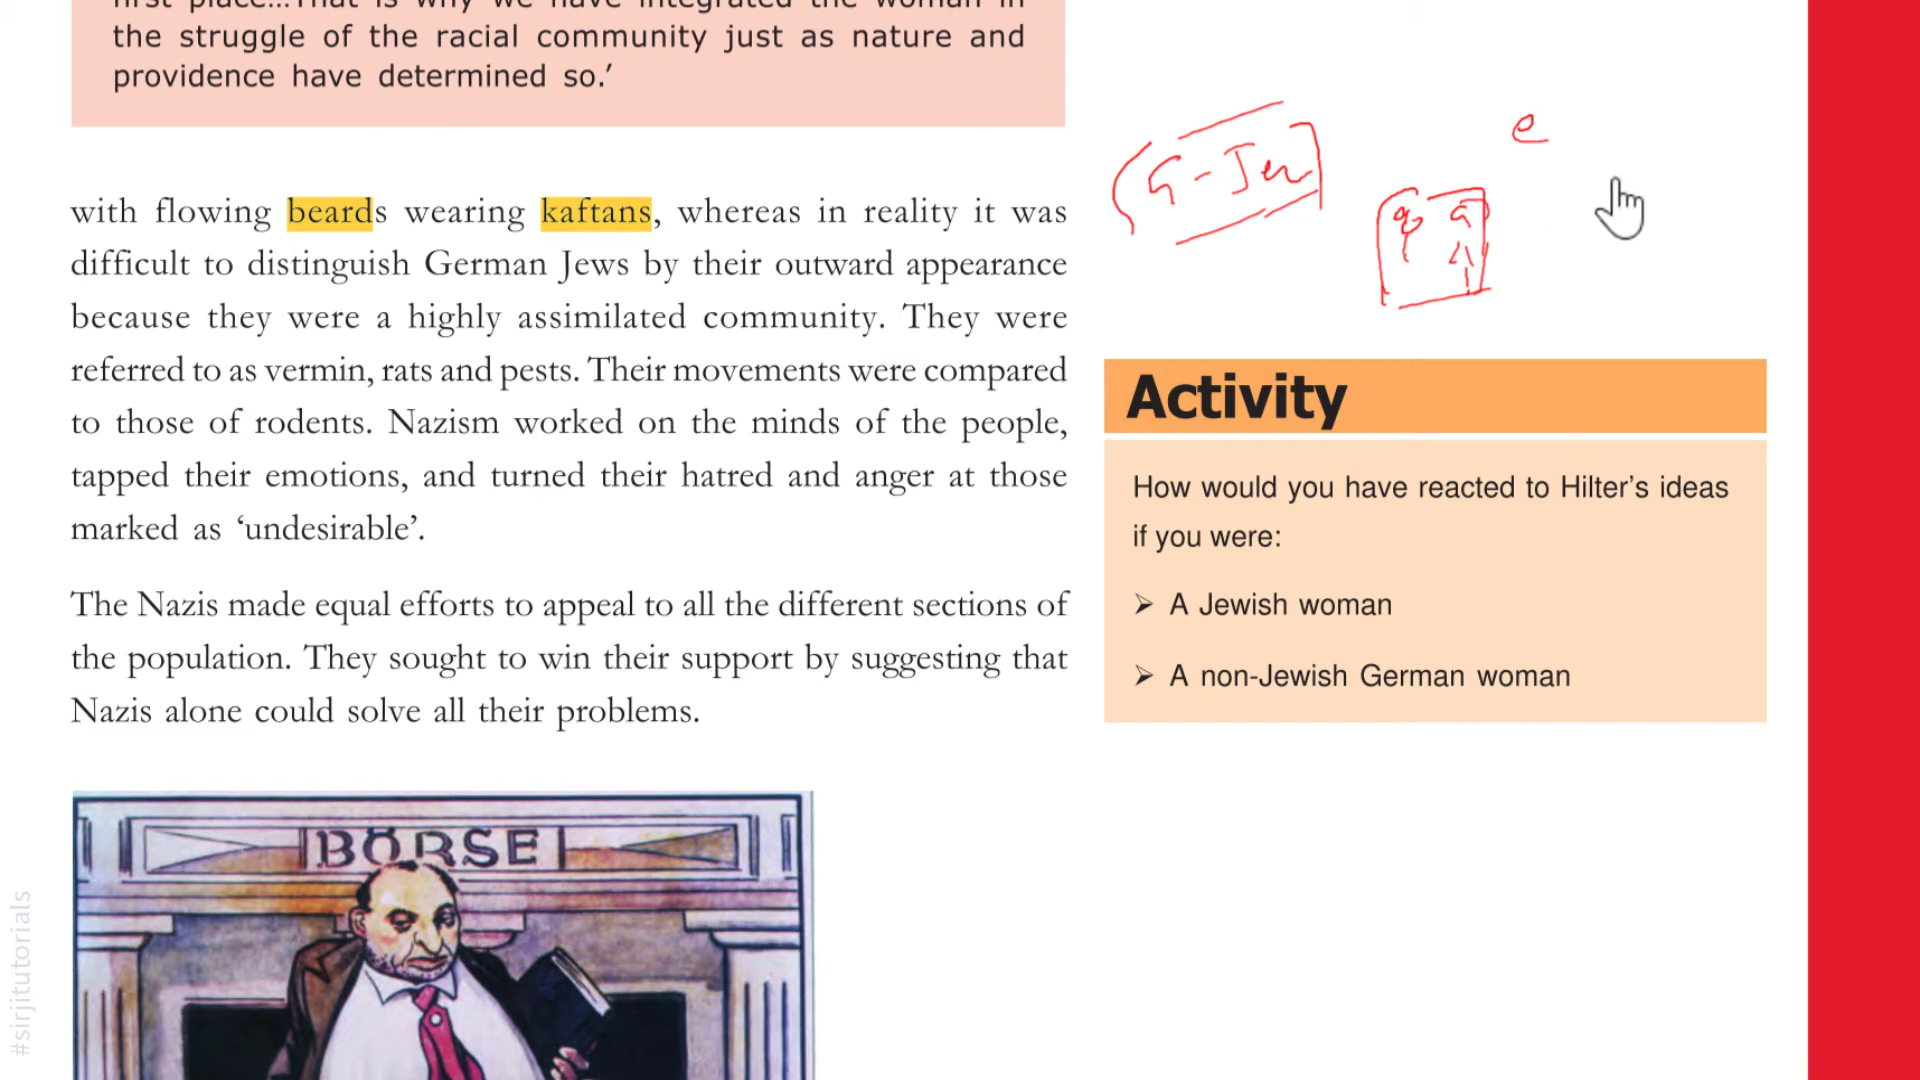 the struggle of the racial community just as nature and
providence have determined so.’
with flowing beards wearing kaftans, whereas in reality it was
difficult to distinguish German Jews by their outward appearance
because they were a highly assimilated community. They were
referred to as vermin, rats and pests. Their movements were compared
to those of rodents. Nazism worked on the minds of the people,
tapped their emotions, and turned their hatred and anger at those
marked as ‘undesirable’.
The Nazis made equal efforts to appeal to all the different sections of
the population. They sought to win their support by suggesting that
Nazis alone could solve all their problems.
BÖRSE
G-Jew
e
Activity
How would you have reacted to Hilter’s ideas
if you were:
➢ A Jewish woman
➢ A non-Jewish German woman
#sirjitutorials